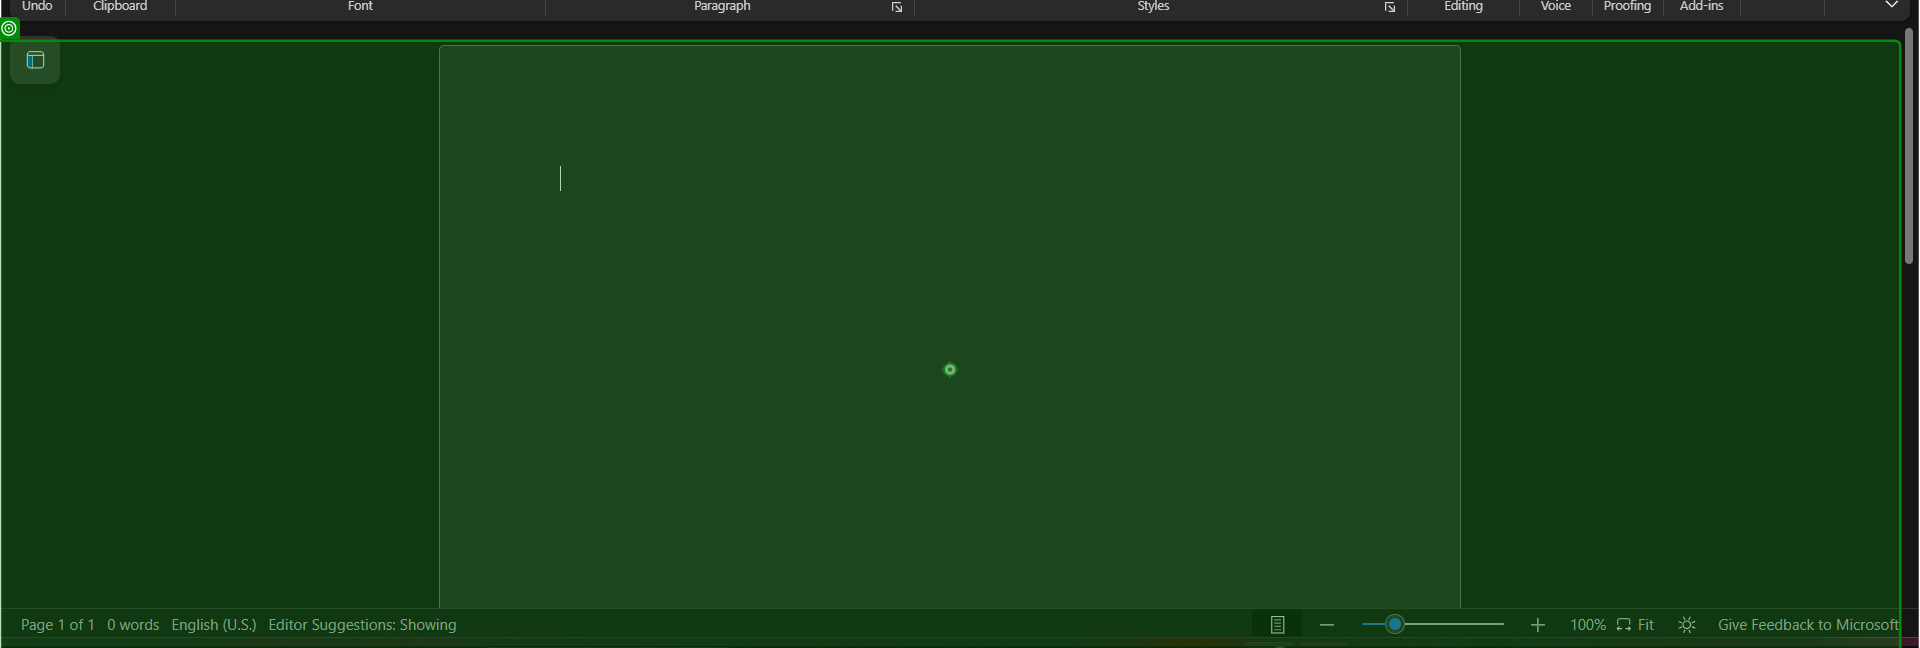 Undo Clipboard Font Paragraph Styles Editing Voice Proofing Add-ins
Page 1 of 1 0 words English (U.S.) Editor Suggestions: Showing 100% Fit Give Feedback to Microsoft